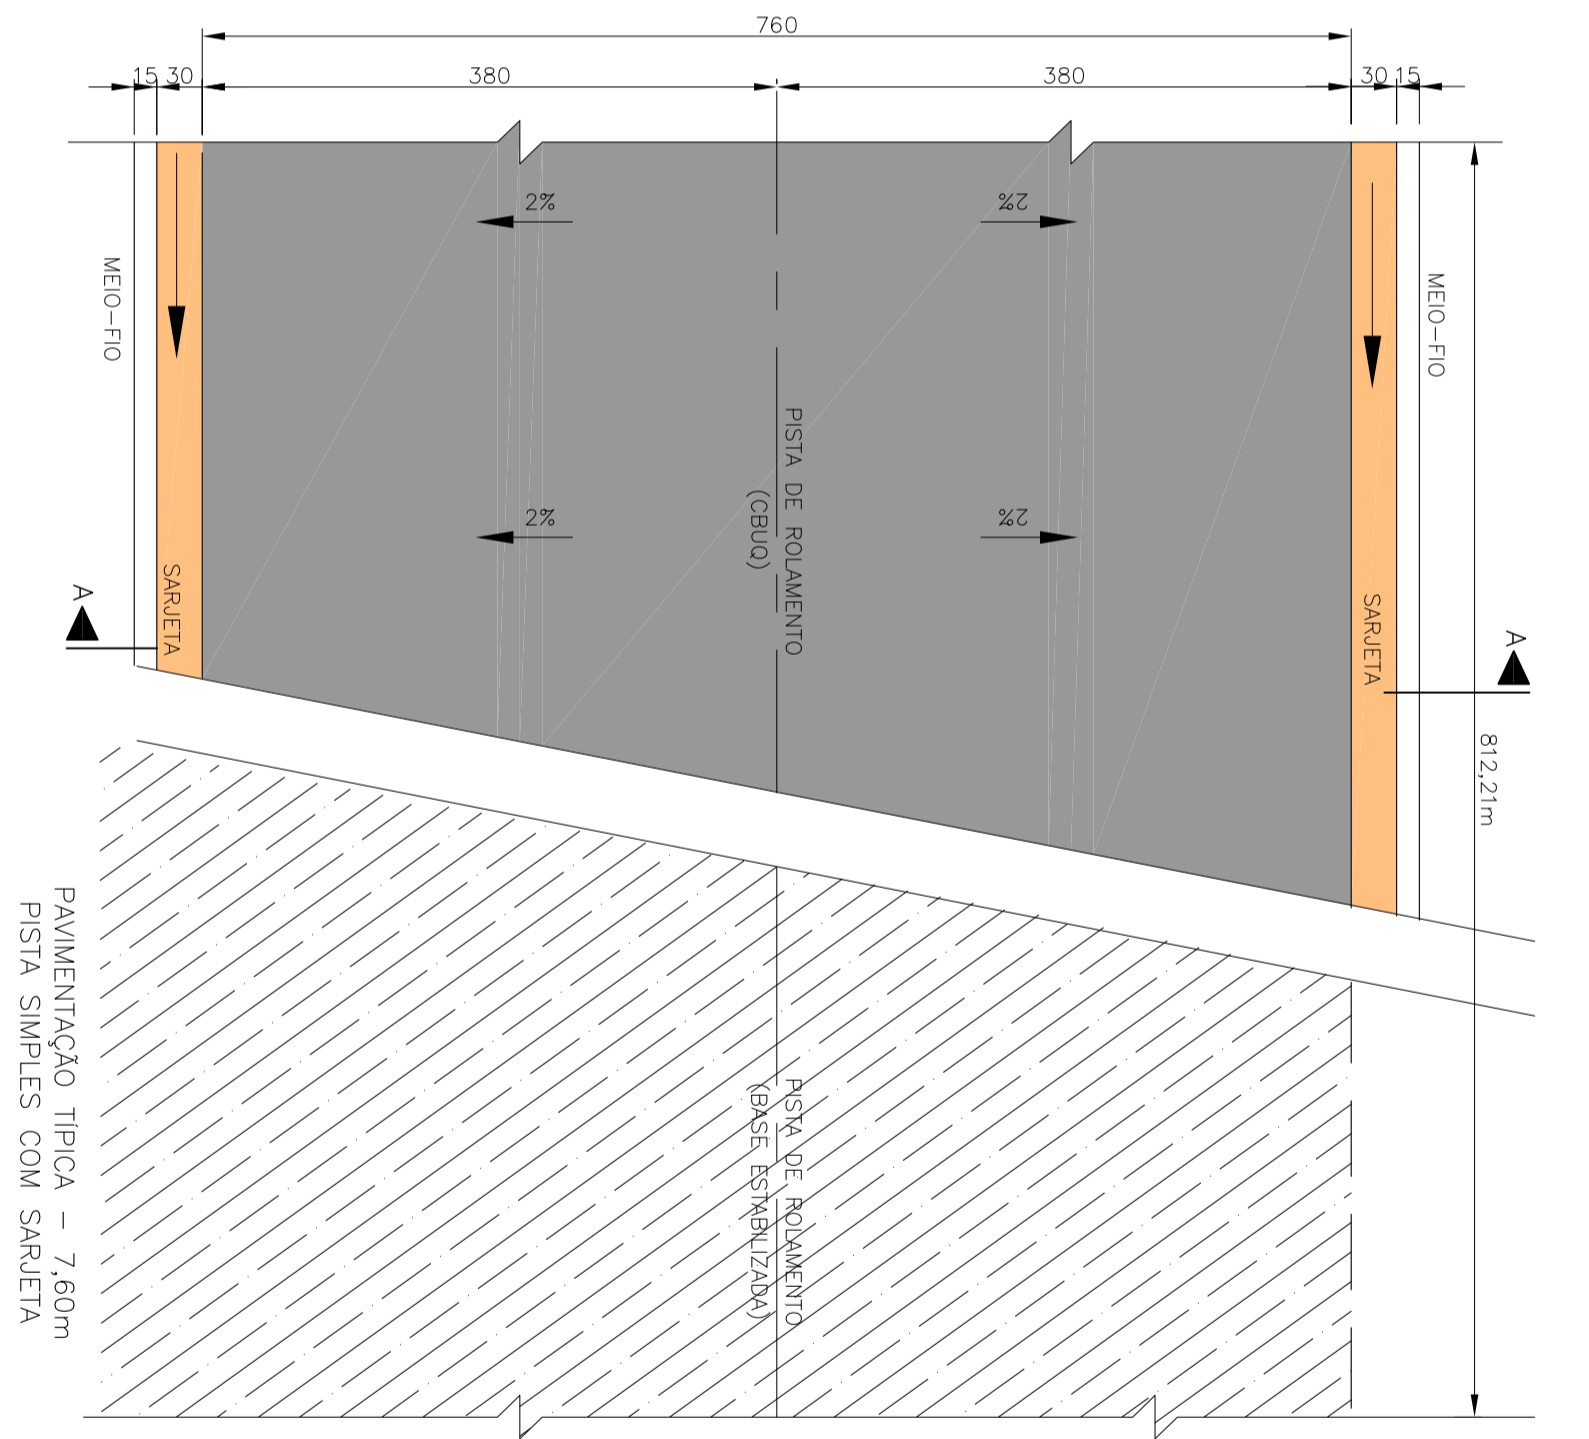 760
15
30
380
380
30
15
2%
2%
MEIO-FIO
MEIO-FIO
PISTA DE ROLAMENTO
(CBUQ)
2%
2%
SARJETA
SARJETA
A
A
812,21m
PISTA DE ROLAMENTO
(BASE ESTABILIZADA)
PAVIMENTAÇÃO TÍPICA - 7,60m
PISTA SIMPLES COM SARJETA